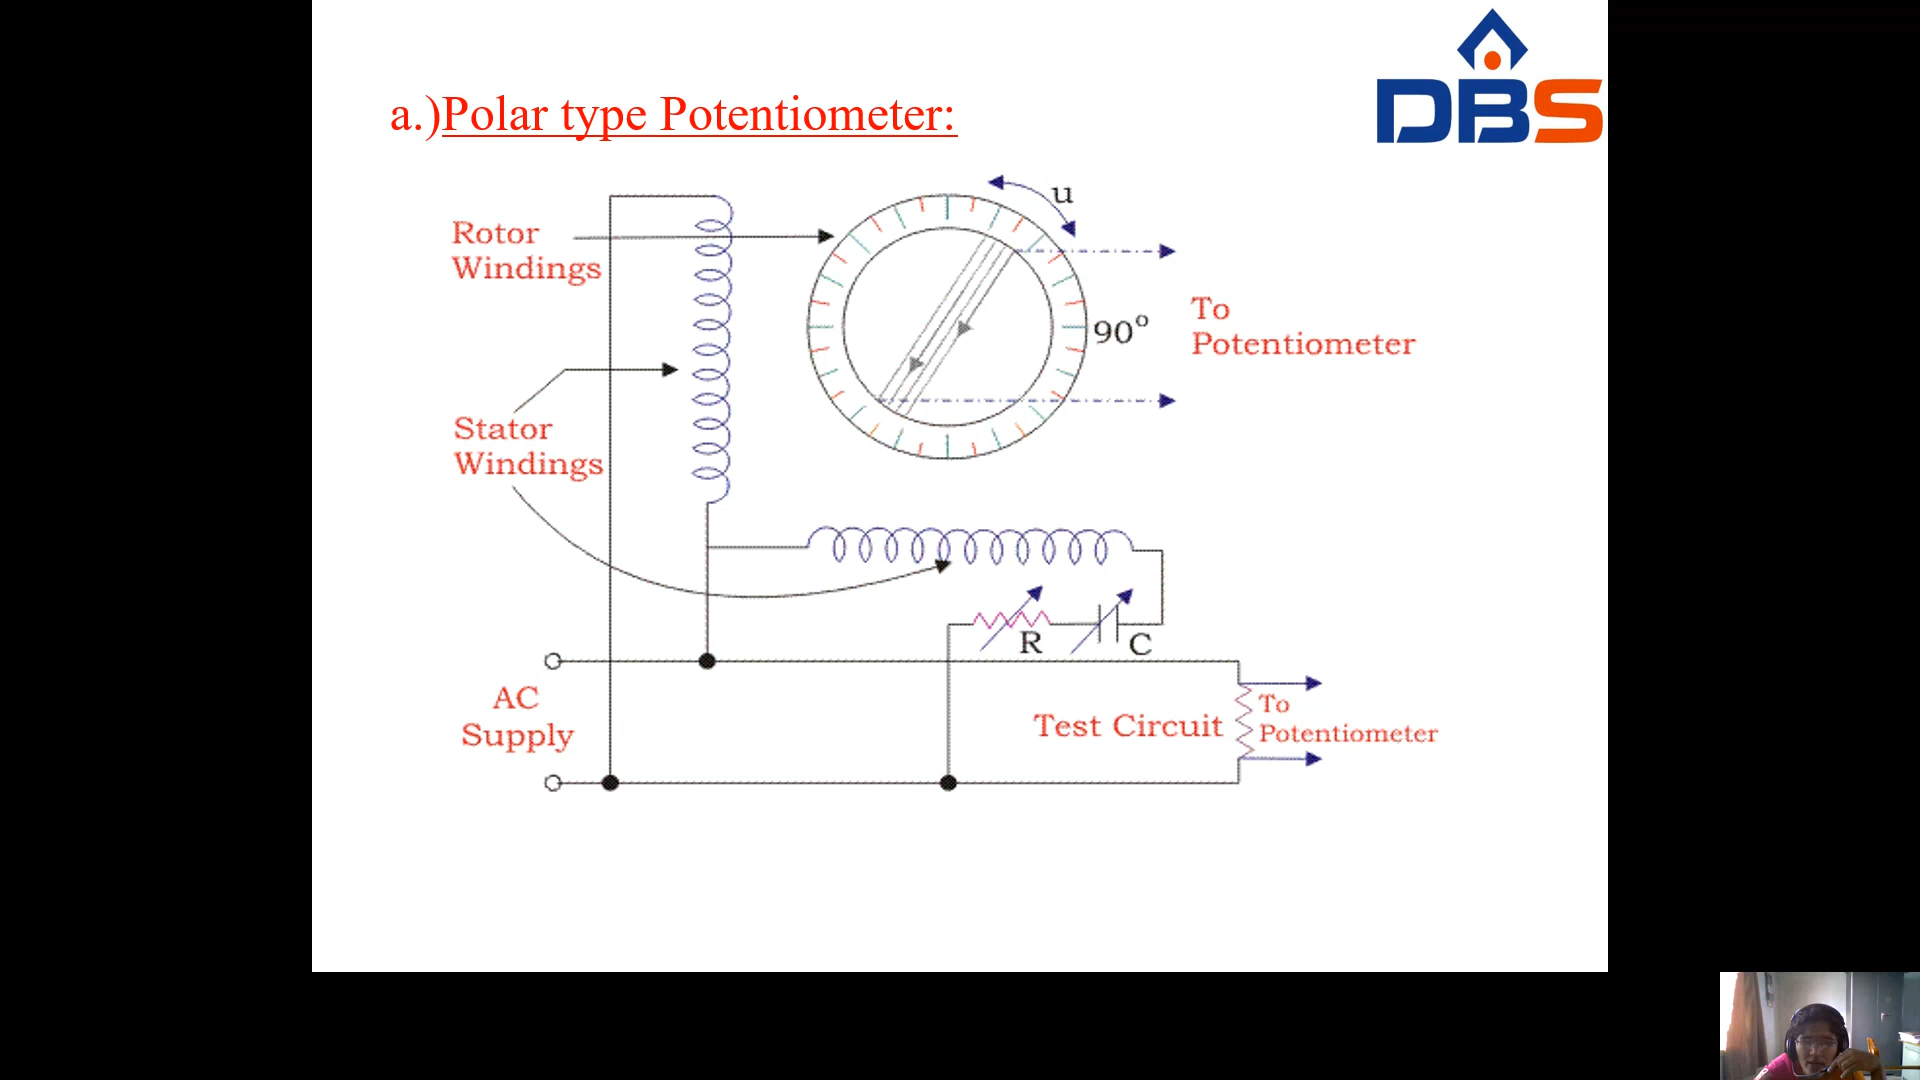 DBS
a.)Polar type Potentiometer:
u
Rotor
Windings
90°
To
Potentiometer
Stator
Windings
R
C
AC
Supply
Test Circuit
To
Potentiometer